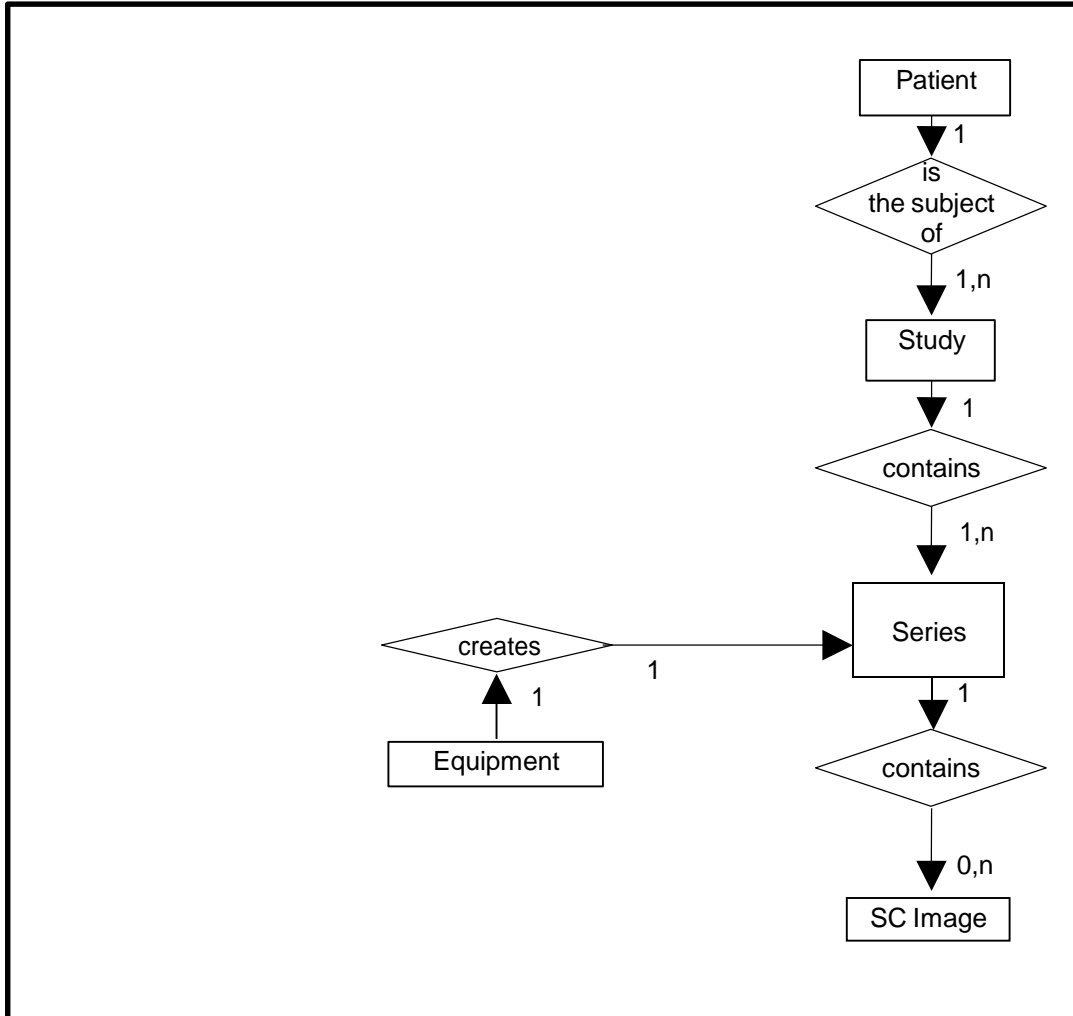 Patient
1
is
the subject
of
1,n
Study
1
contains
1,n
Series
creates
1
1
1
Equipment
contains
0,n
SC Image